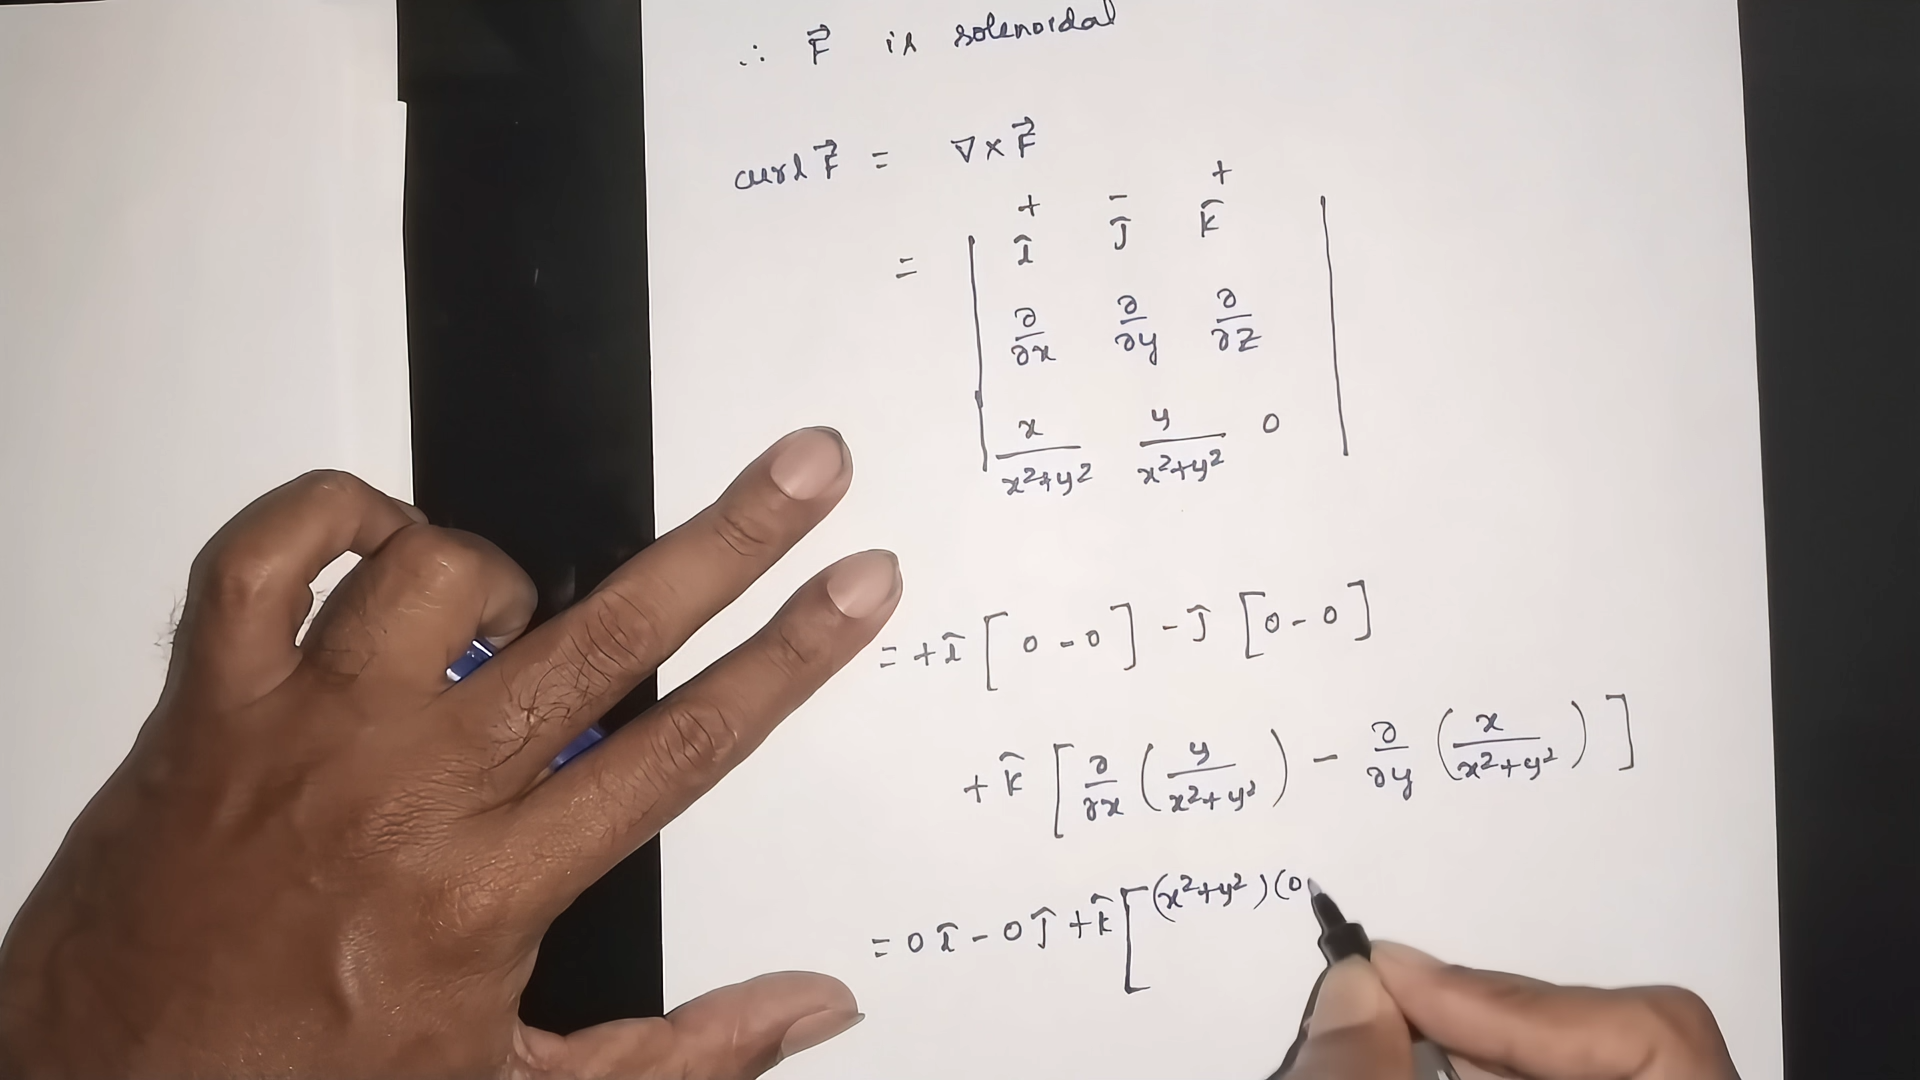 ∴ F⃗ is solenoidal
curl F⃗ = ∇×F⃗
+ - +
= | î ĵ k̂ |
∂/∂x ∂/∂y ∂/∂z
x/(x²+y²) y/(x²+y²) 0
= +î [0-0] - ĵ [0-0]
+ k̂ [∂/∂x (y/(x²+y²)) - ∂/∂y (x/(x²+y²))]
= 0î - 0ĵ + k̂ [(x²+y²)(0